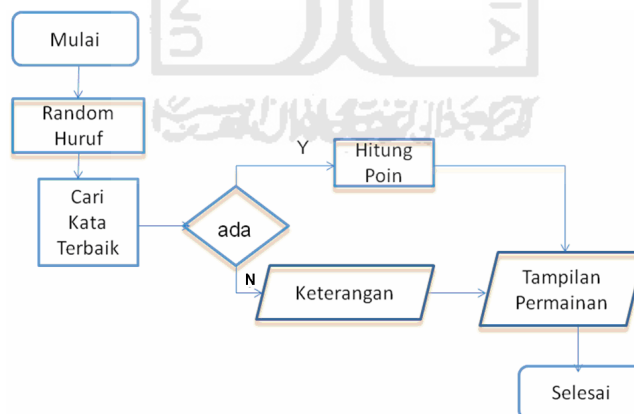 Mulai
Random
Huruf
Cari
Kata
Terbaik
ada
Y
Hitung
Poin
N
Keterangan
Tampilan
Permainan
Selesai